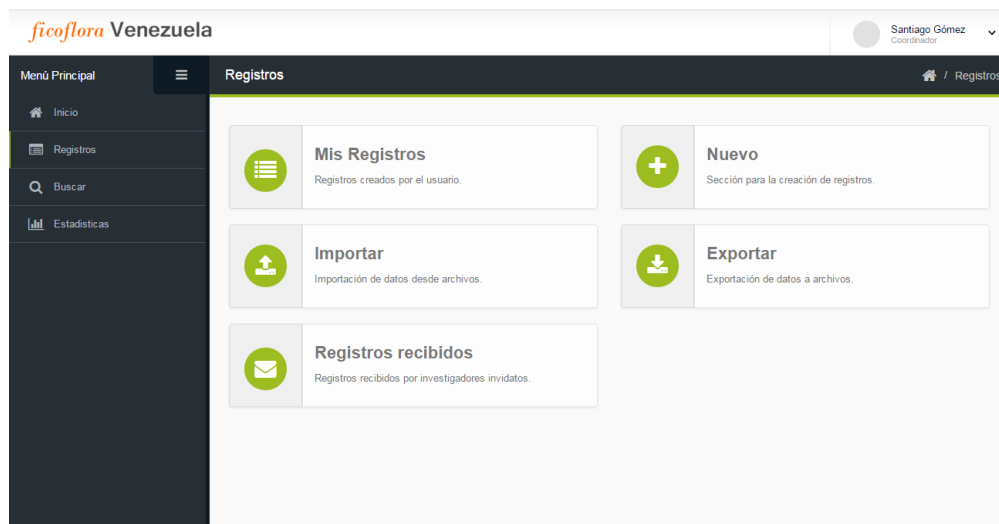 ficoflora Venezuela
Santiago Gómez
Coordinador
Menú Principal
Registros
/ Registros
Inicio
Registros
Buscar
Estadisticas
Mis Registros
Registros creados por el usuario.
Nuevo
Sección para la creación de registros.
Importar
Importación de datos desde archivos.
Exportar
Exportación de datos a archivos.
Registros recibidos
Registros recibidos por investigadores invidatos.